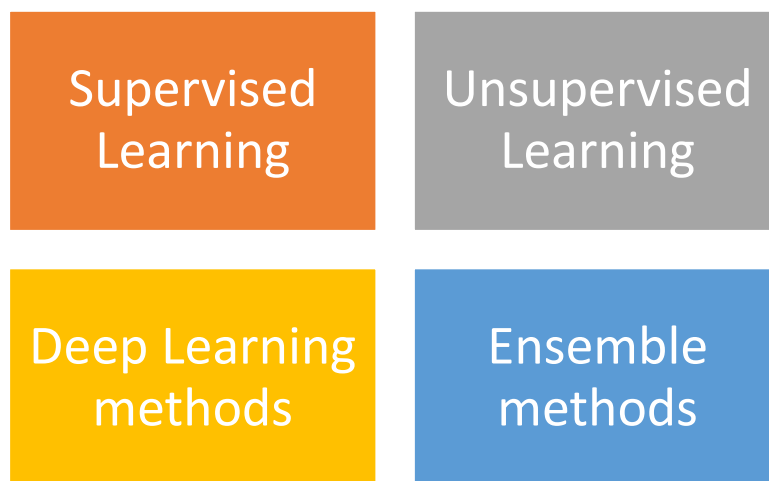 Supervised
Learning
Unsupervised
Learning
Deep Learning
methods
Ensemble
methods